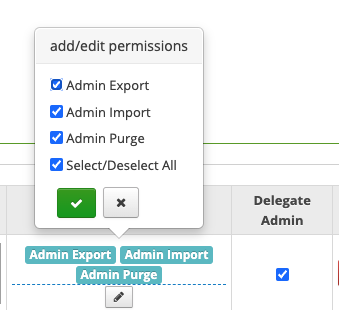 add/edit permissions
Admin Export
Admin Import
Admin Purge
Select/Deselect All
Delegate
Admin
Admin Export Admin Import
Admin Purge